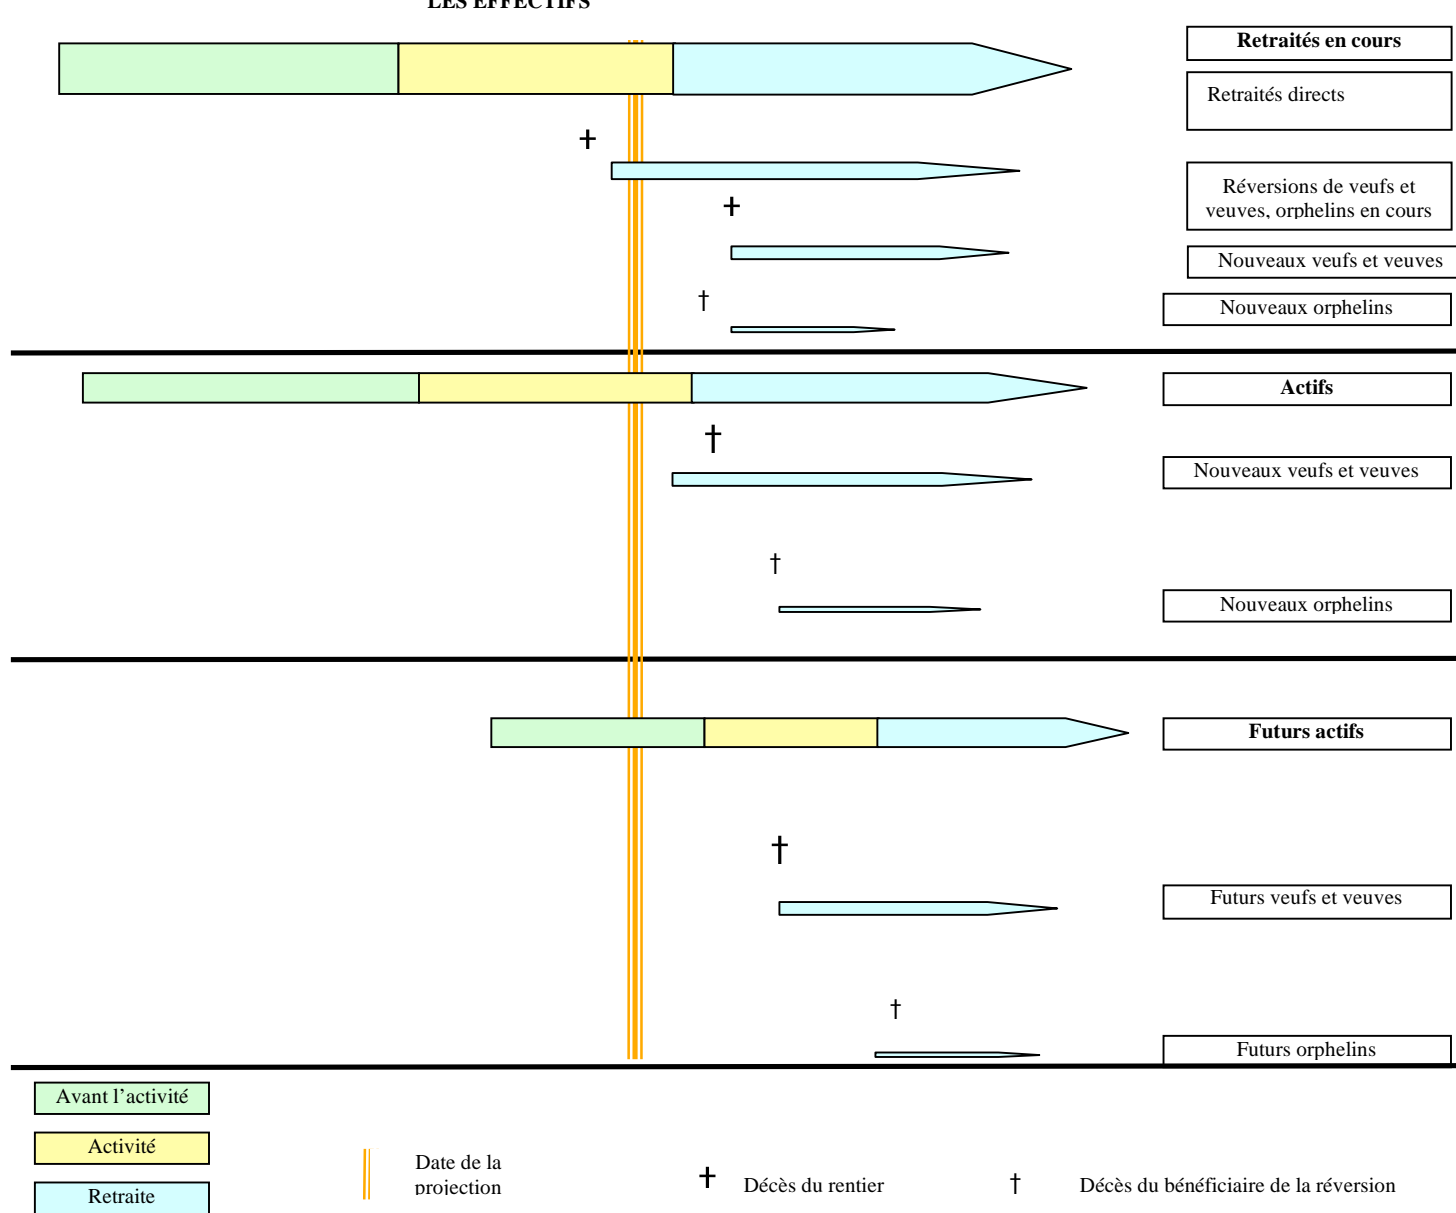 LES EFFECTIFS
Retraités en cours
Retraités directs
Réversions de veufs et
veuves, orphelins en cours
Nouveaux veufs et veuves
Nouveaux orphelins
Actifs
Nouveaux veufs et veuves
Nouveaux orphelins
Futurs actifs
Futurs veufs et veuves
Futurs orphelins
Avant l’activité
Activité
Retraite
Date de la
projection
Décès du rentier
Décès du bénéficiaire de la réversion